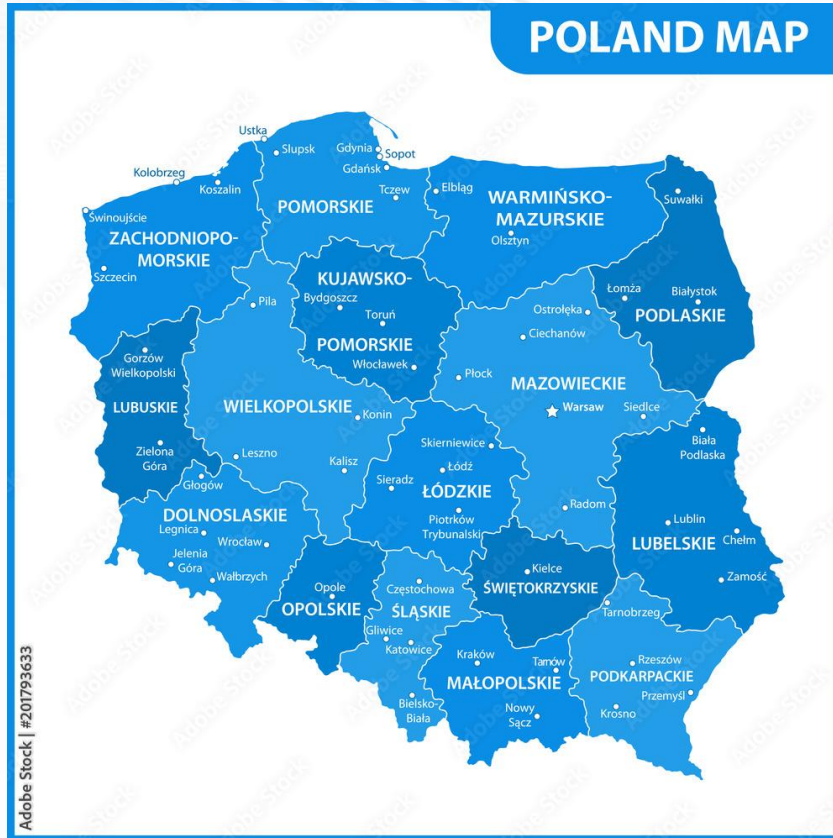 POLAND MAP
Ustka
Slupsk
Gdynia
Sopot
Gdańsk
Kolobrzeg
Koszalin
Tczew
Elbląg
Suwałki
Świnoujście
POMORSKIE
WARMIŃSKO-
MAZURSKIE
ZACHODNIOPO-
MORSKIE
Olsztyn
Szczecin
KUJAWSKO-
Pila
Bydgoszcz
Toruń
POMORSKIE
Włocławek
Łomża
Białystok
PODLASKIE
Ostrołęka
Ciechanów
Gorzów
Wielkopolski
LUBUSKIE
Płock
MAZOWIECKIE
WIELKOPOLSKIE
Konin
Warsaw
Siedlce
Zielona
Góra
Leszno
Kalisz
Skierniewice
Łódź
Sieradz
ŁÓDZKIE
Piotrków
Trybunalski
Biała
Podlaska
Głogów
DOLNOSLASKIE
Legnica
Wrocław
Jelenia
Góra
Wałbrzych
Radom
Lublin
LUBELSKIE
Chełm
Zamość
Opole
OPOLSKIE
Częstochowa
ŚLĄSKIE
Gliwice
Katowice
Kielce
ŚWIĘTOKRZYSKIE
Tarnobrzeg
Kraków
Tarnów
MAŁOPOLSKIE
Rzeszów
PODKARPACKIE
Przemyśl
Bielsko-
Biała
Nowy
Sącz
Krosno
Adobe Stock | #201793633